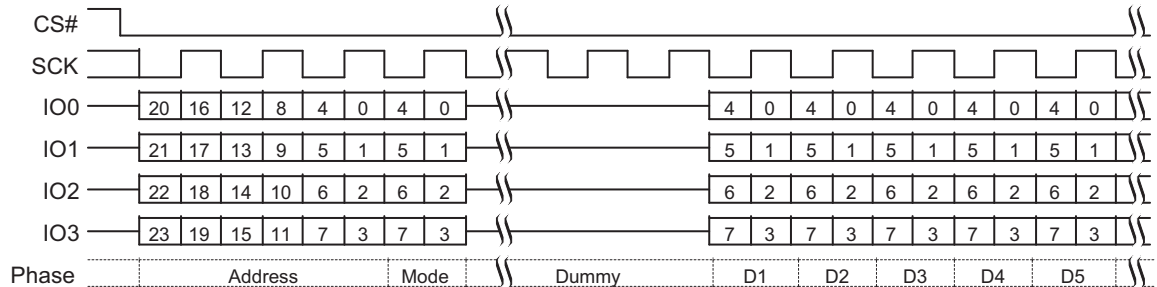 CS#
SCK
IO0 20 16 12 8 4 0 4 0 4 0 4 0 4 0 4 0 4 0
IO1 21 17 13 9 5 1 5 1 5 1 5 1 5 1 5 1 5 1
IO2 22 18 14 10 6 2 6 2 6 2 6 2 6 2 6 2 6 2
IO3 23 19 15 11 7 3 7 3 7 3 7 3 7 3 7 3 7 3
Phase Address Mode Dummy D1 D2 D3 D4 D5